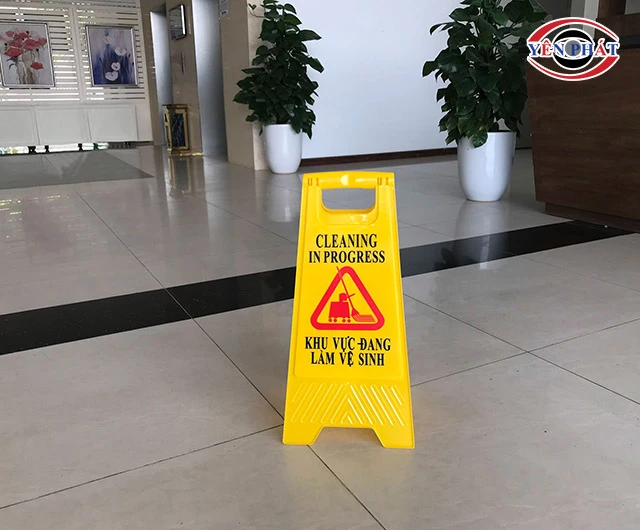 YÊN PHÁT
CLEANING
IN PROGRESS
KHU VỰC ĐANG
LÀM VỆ SINH